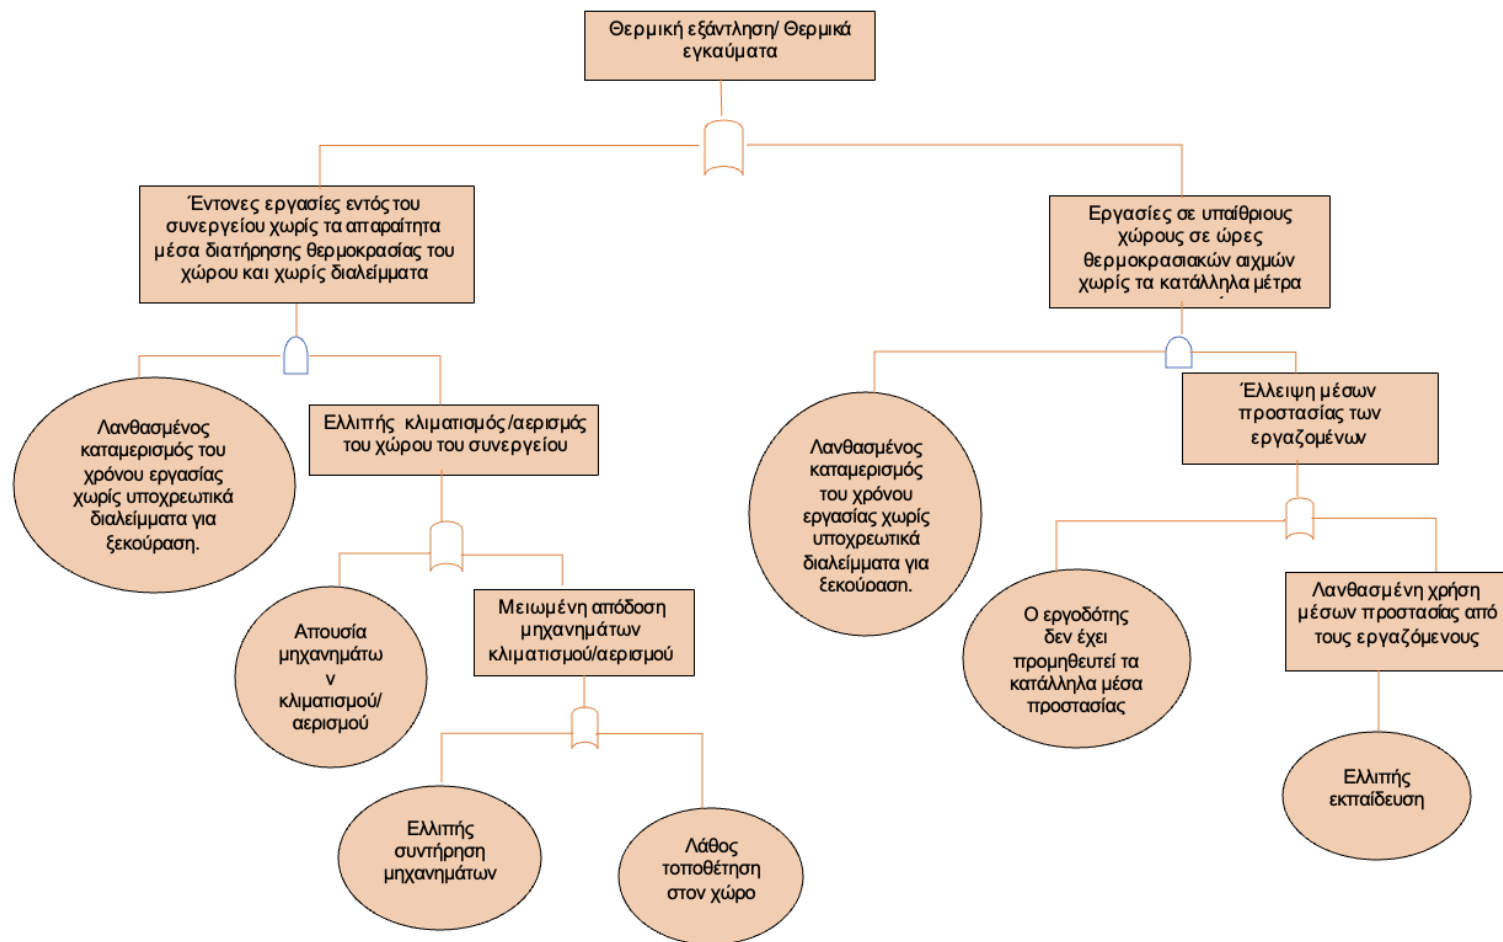 Θερμική εξάντληση/ Θερμικά
εγκαύματα
Έντονες εργασίες εντός του
συνεργείου χωρίς τα απαραίτητα
μέσα διατήρησης θερμοκρασίας του
χώρου και χωρίς διαλείμματα
Εργασίες σε υπαίθριους
χώρους σε ώρες
θερμοκρασιακών αιχμών
χωρίς τα κατάλληλα μέτρα
Λανθασμένος
καταμερισμός του
χρόνου εργασίας
χωρίς υποχρεωτικά
διαλείμματα για
ξεκούραση.
Ελλιπής κλιματισμός/αερισμός
του χώρου του συνεργείου
Λανθασμένος
καταμερισμός
του χρόνου
εργασίας χωρίς
υποχρεωτικά
διαλείμματα για
ξεκούραση.
Έλλειψη μέσων
προστασίας των
εργαζομένων
Απουσία
μηχανημάτω
ν
κλιματισμού/
αερισμού
Μειωμένη απόδοση
μηχανημάτων
κλιματισμού/αερισμού
Ο εργοδότης
δεν έχει
προμηθευτεί τα
κατάλληλα μέσα
προστασίας
Λανθασμένη χρήση
μέσων προστασίας από
τους εργαζόμενους
Ελλιπής
συντήρηση
μηχανημάτων
Λάθος
τοποθέτηση
στον χώρο
Ελλιπής
εκπαίδευση